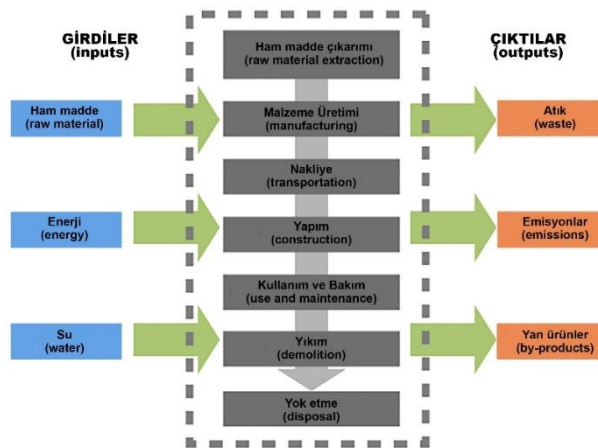 GİRDİLER
(inputs)
Ham madde
(raw material)
Enerji
(energy)
Su
(water)
Ham madde çıkarımı
(raw material extraction)
Malzeme Üretimi
(manufacturing)
Nakliye
(transportation)
Yapım
(construction)
Kullanım ve Bakım
(use and maintenance)
Yıkım
(demolition)
Yok etme
(disposal)
ÇIKTILAR
(outputs)
Atık
(waste)
Emisyonlar
(emissions)
Yan ürünler
(by-products)